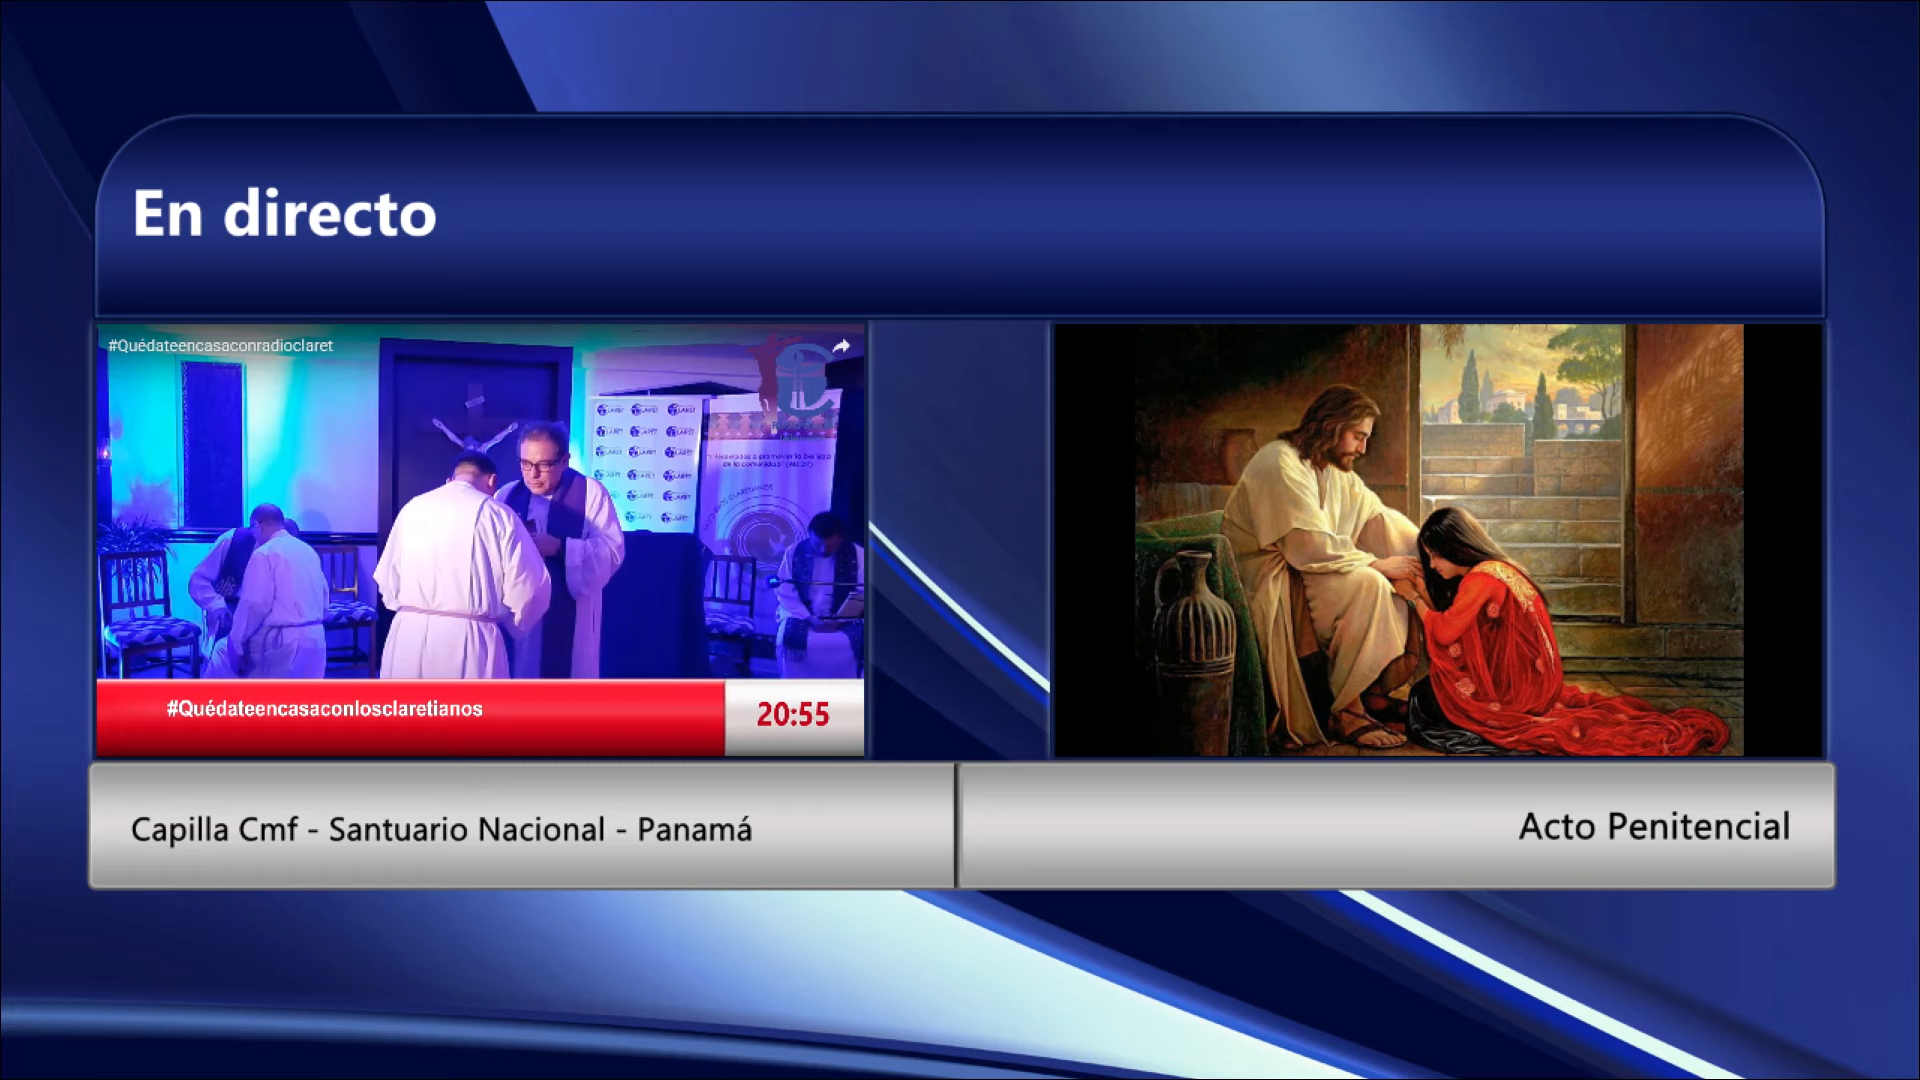 En directo
#Quédateencasaconradioclaret
#Quédateencasaconlosclaretianos
20:55
Capilla Cmf - Santuario Nacional - Panamá
Acto Penitencial